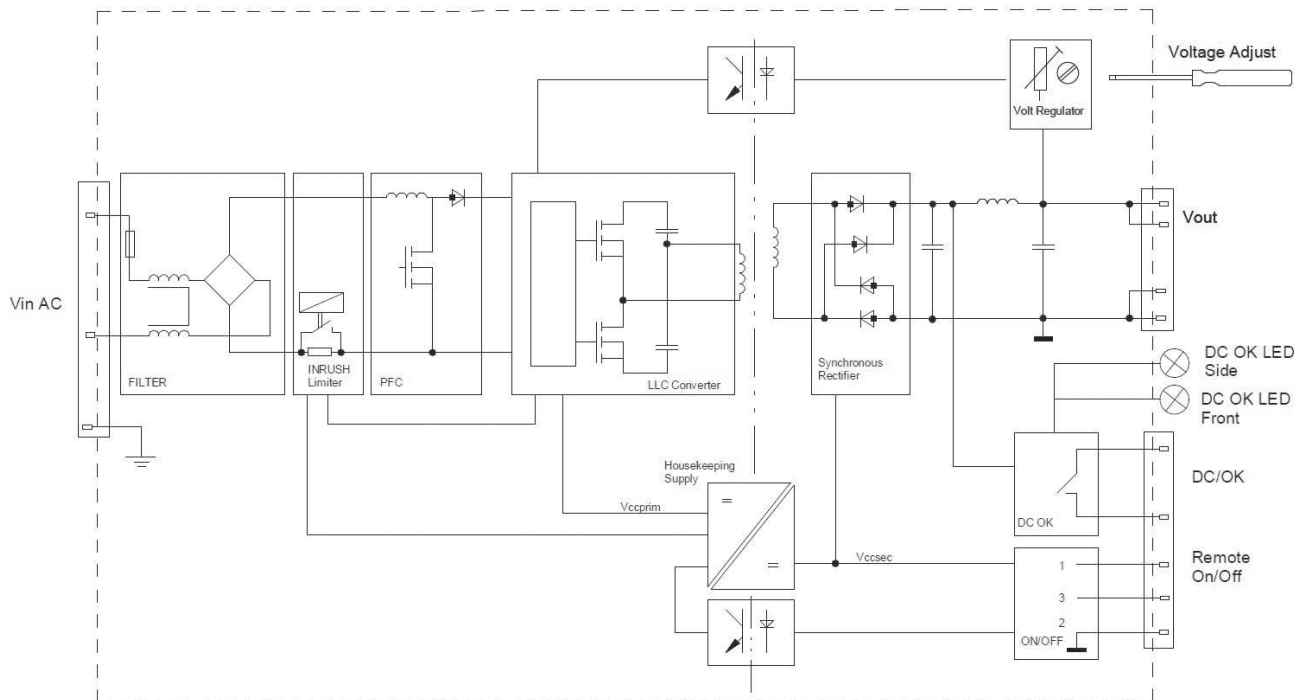 Voltage Adjust
Volt Regulator
Vin AC
Vout
FILTER
INRUSH
Limiter
PFC
LLC Converter
Synchronous
Rectifier
DC OK LED
Side
DC OK LED
Front
Housekeeping
Supply
Vccprim
DC OK
DC/OK
Vccsec
1
3
2
ON/OFF
Remote
On/Off